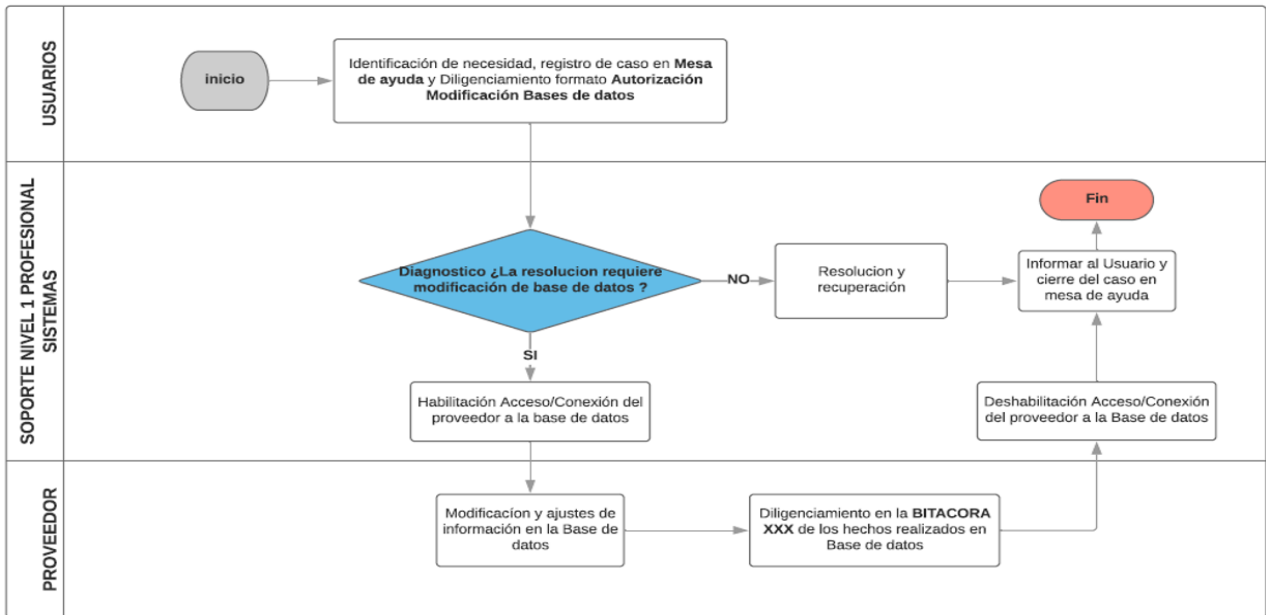 USUARIOS
inicio
Identificación de necesidad, registro de caso en Mesa
de ayuda y Diligenciamiento formato Autorización
Modificación Bases de datos
SOPORTE NIVEL 1 PROFESIONAL
SISTEMAS
Fin
Diagnostico ¿La resolucion requiere
modificación de base de datos ?
NO
Resolucion y
recuperación
Informar al Usuario y
cierre del caso en
mesa de ayuda
SI
Habilitación Acceso/Conexión del
proveedor a la base de datos
Deshabilitación Acceso/Conexión
del proveedor a la Base de datos
PROVEEDOR
Modificacíon y ajustes de
información en la Base de
datos
Diligenciamiento en la BITACORA
XXX de los hechos realizados en
Base de datos